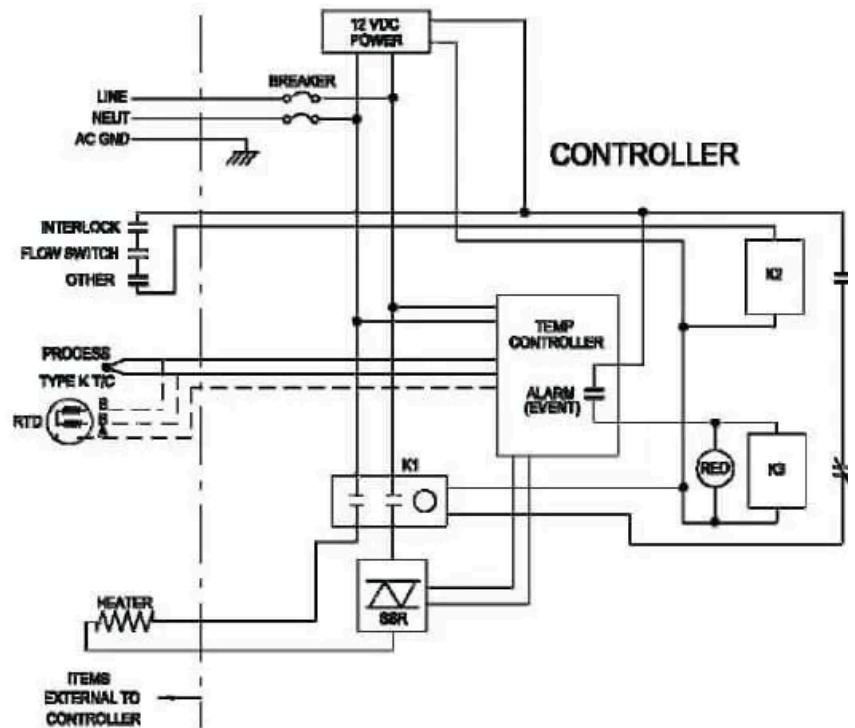 12 VDC
POWER
BREAKER
LINE
NEUT
AC GND
CONTROLLER
INTERLOCK
FLOW SWITCH
OTHER
K2
TEMP
CONTROLLER
PROCESS
TYPE K T/C
ALARM
(EVENT)
RTD
B
B
A
K1
RED
K3
HEATER
SSR
ITEMS
EXTERNAL TO
CONTROLLER